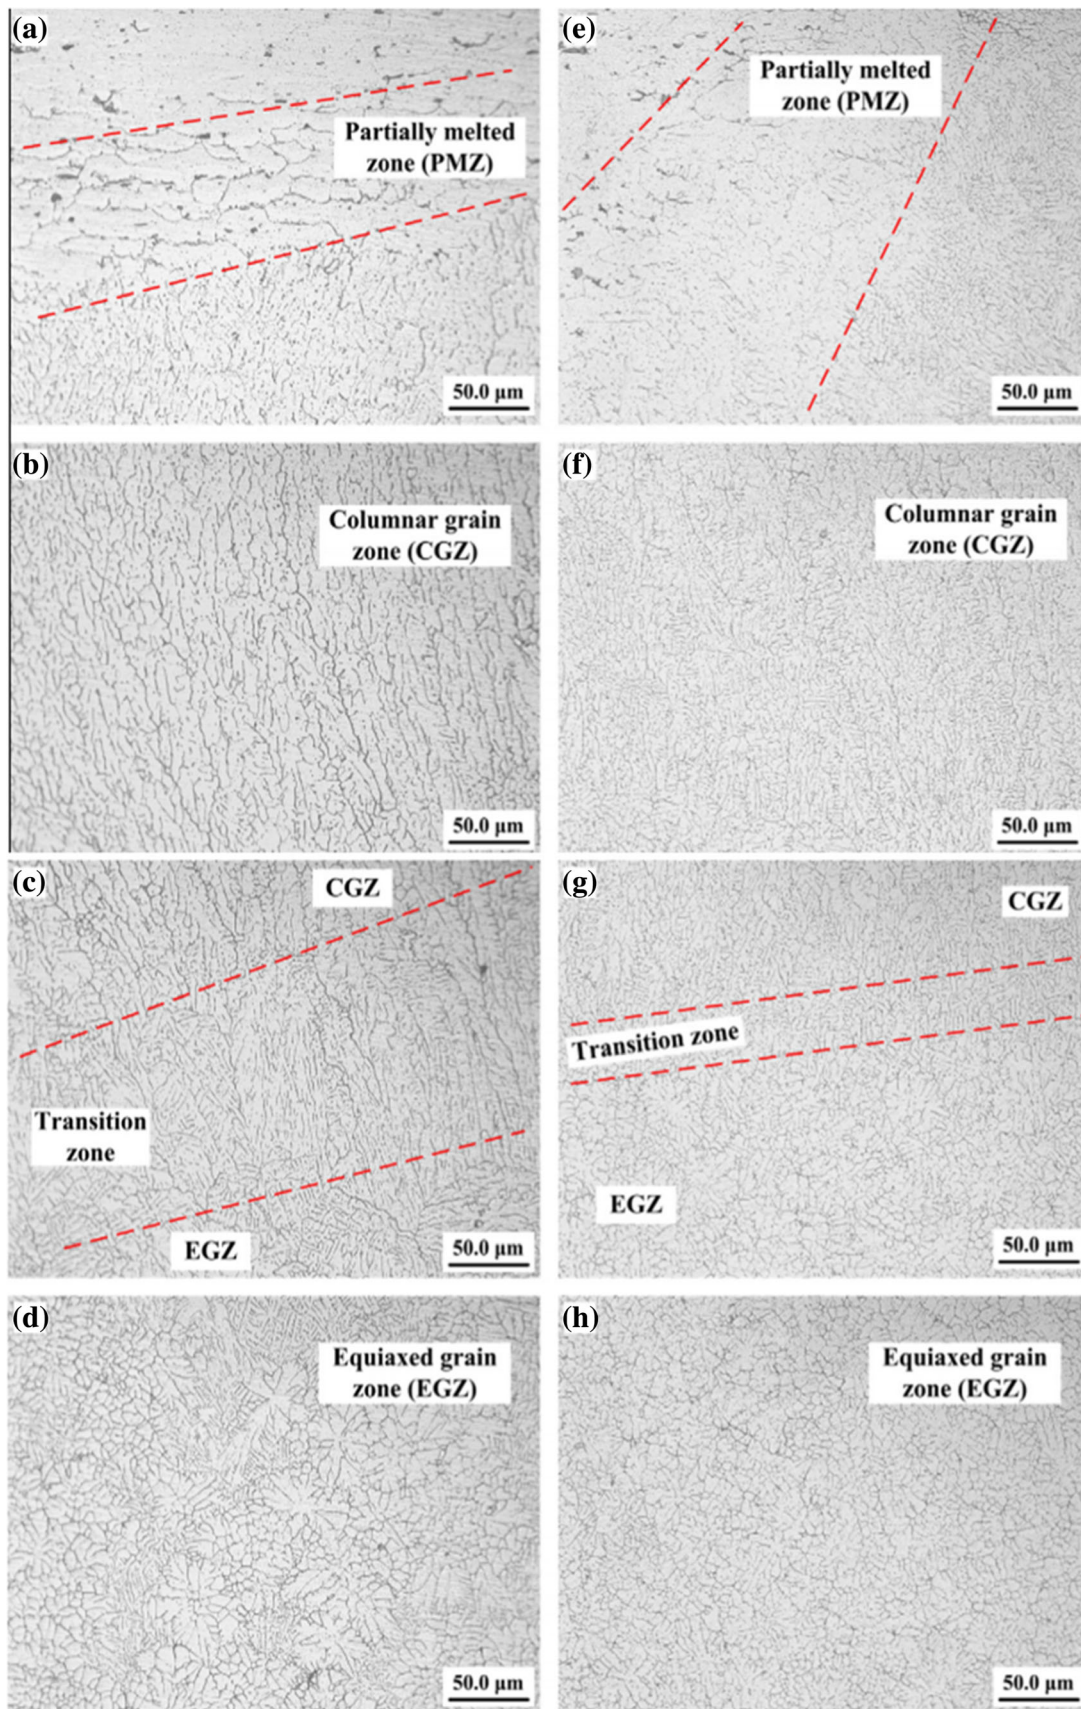 (a)
Partially melted
zone (PMZ)
50.0 μm
(e)
Partially melted
zone (PMZ)
50.0 μm
(b)
Columnar grain
zone (CGZ)
50.0 μm
(f)
Columnar grain
zone (CGZ)
50.0 μm
(c)
CGZ
Transition
zone
EGZ
50.0 μm
(g)
CGZ
Transition zone
EGZ
50.0 μm
(d)
Equiaxed grain
zone (EGZ)
50.0 μm
(h)
Equiaxed grain
zone (EGZ)
50.0 μm